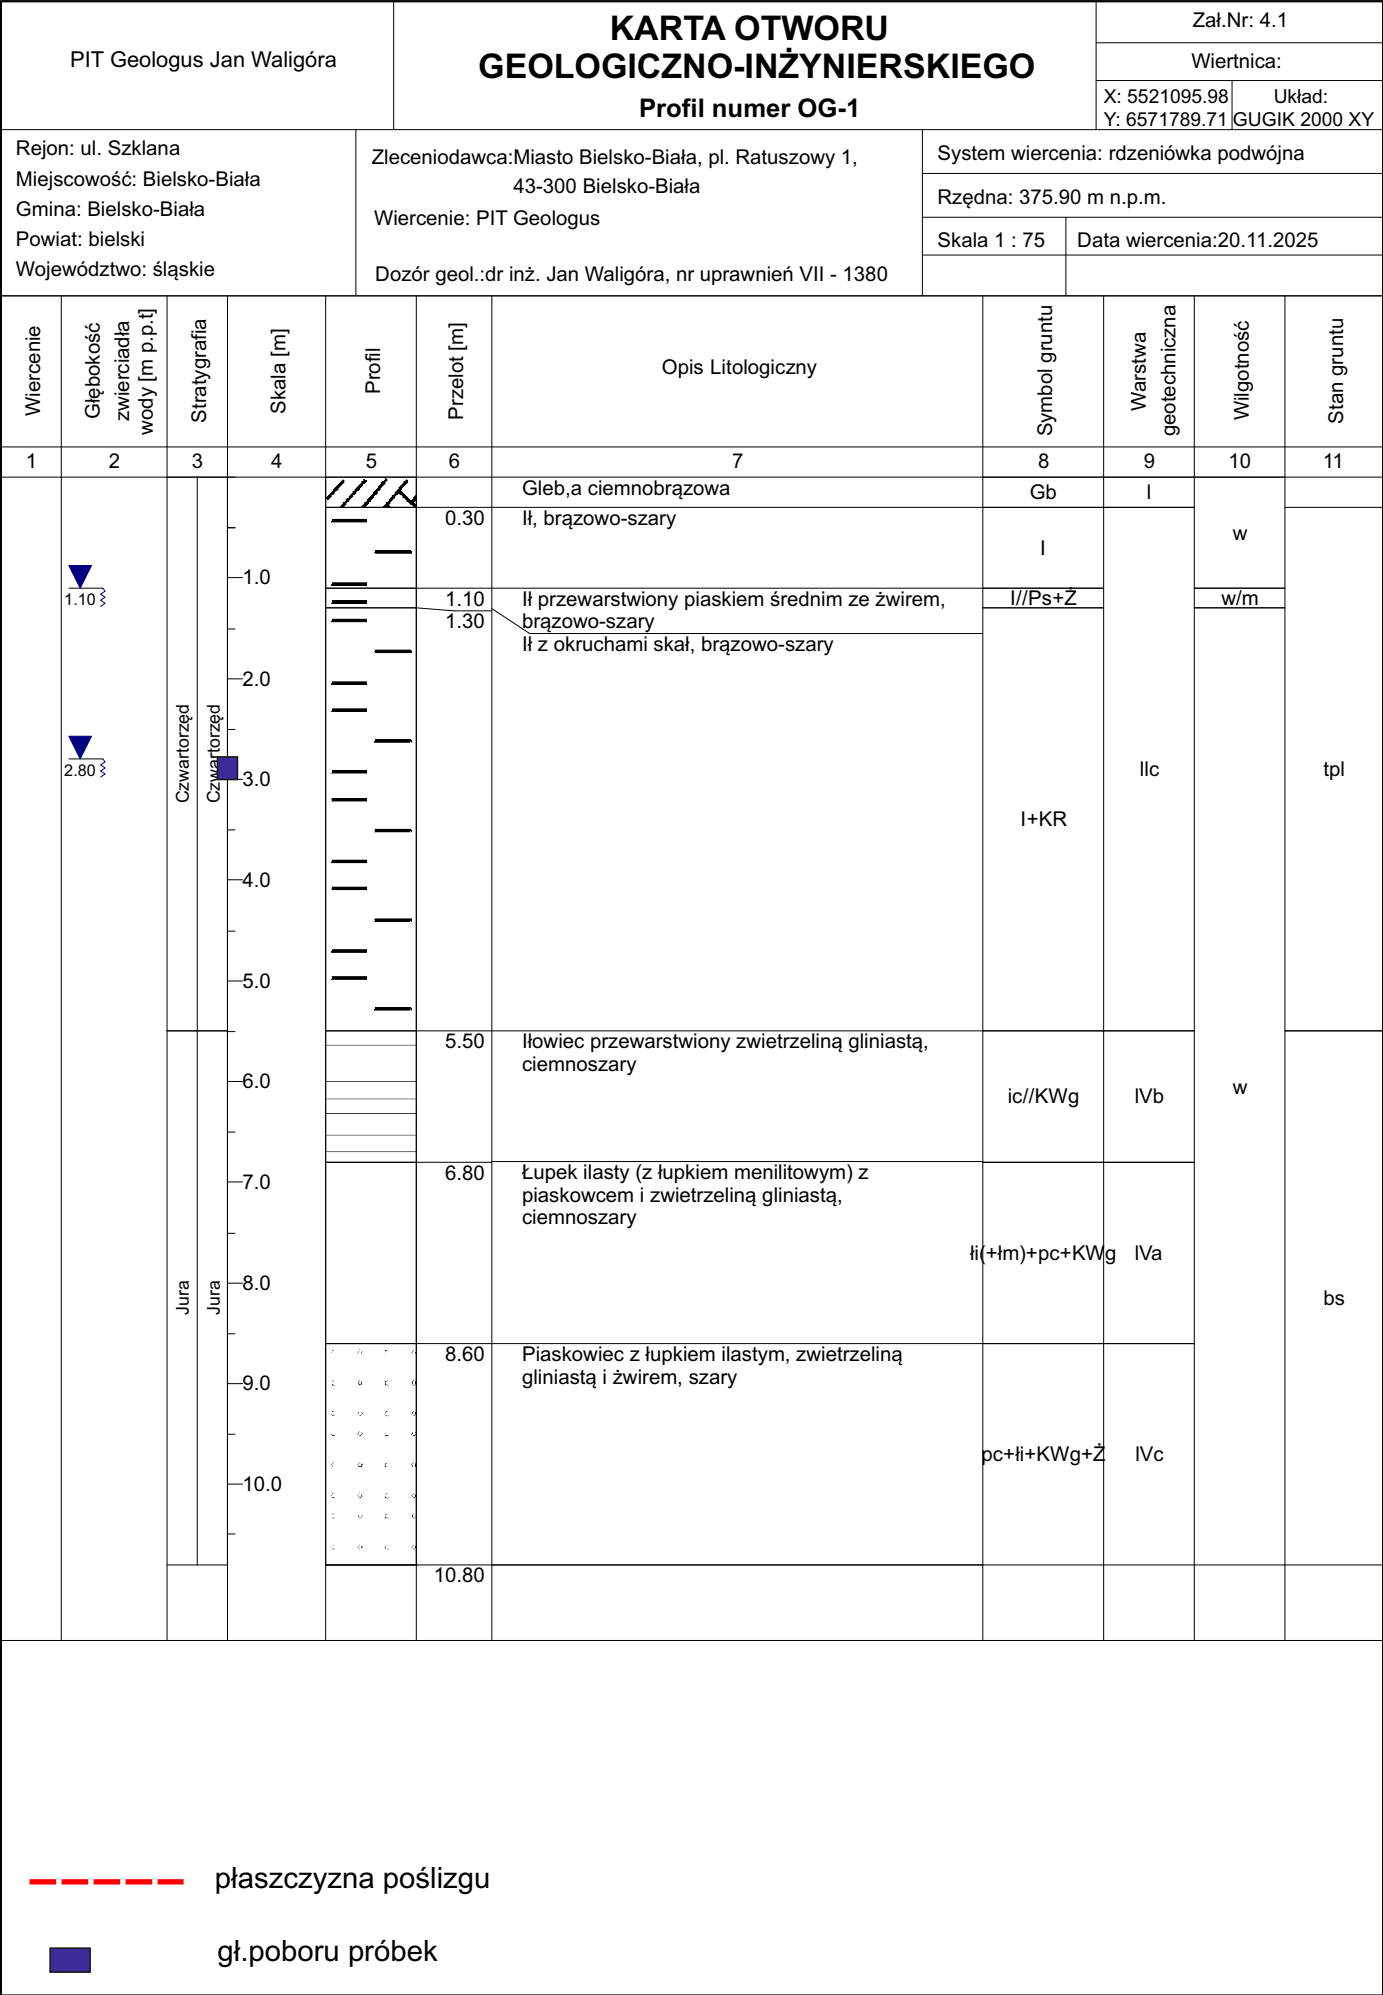 PIT Geologus Jan Waligóra
KARTA OTWORU
GEOLOGICZNO-INŻYNIERSKIEGO
Profil numer OG-1
Zał.Nr: 4.1
Wiertnica:
X: 5521095.98
Y: 6571789.71
Układ:
GUGIK 2000 XY
Rejon: ul. Szklana
Miejscowość: Bielsko-Biała
Gmina: Bielsko-Biała
Powiat: bielski
Województwo: śląskie
Zleceniodawca:Miasto Bielsko-Biała, pl. Ratuszowy 1,
43-300 Bielsko-Biała
Wiercenie: PIT Geologus
Dozór geol.:dr inż. Jan Waligóra, nr uprawnień VII - 1380
System wiercenia: rdzeniówka podwójna
Rzędna: 375.90 m n.p.m.
Skala 1 : 75
Data wiercenia:20.11.2025
Wiercenie
Głębokość
zwierciadła
wody [m p.p.t]
Stratygrafia
Skala [m]
Profil
Przelot [m]
Opis Litologiczny
Symbol gruntu
Warstwa
geotechniczna
Wilgotność
Stan gruntu
1 2 3 4 5 6 7 8 9 10 11
Gleb,a ciemnobrązowa
Gb
I
0.30
Ił, brązowo-szary
I
w
1.0
1.10
1.10
Ił przewarstwiony piaskiem średnim ze żwirem,
brązowo-szary
I//Ps+Ż
w/m
1.30
Ił z okruchami skał, brązowo-szary
2.0
2.80
3.0
4.0
5.0
Czwartorzęd
Czwartorzęd
I+KR
IIc
tpl
5.50
Iłowiec przewarstwiony zwietrzeliną gliniastą,
ciemnoszary
6.0
ic//KWg
IVb
w
6.80
Łupek ilasty (z łupkiem menilitowym) z
piaskowcem i zwietrzeliną gliniastą,
ciemnoszary
7.0
łi(+łm)+pc+KWg
IVa
8.0
Jura
Jura
bs
8.60
Piaskowiec z łupkiem ilastym, zwietrzeliną
gliniastą i żwirem, szary
9.0
pc+łi+KWg+Ż
IVc
10.0
10.80
płaszczyzna poślizgu
gł.poboru próbek